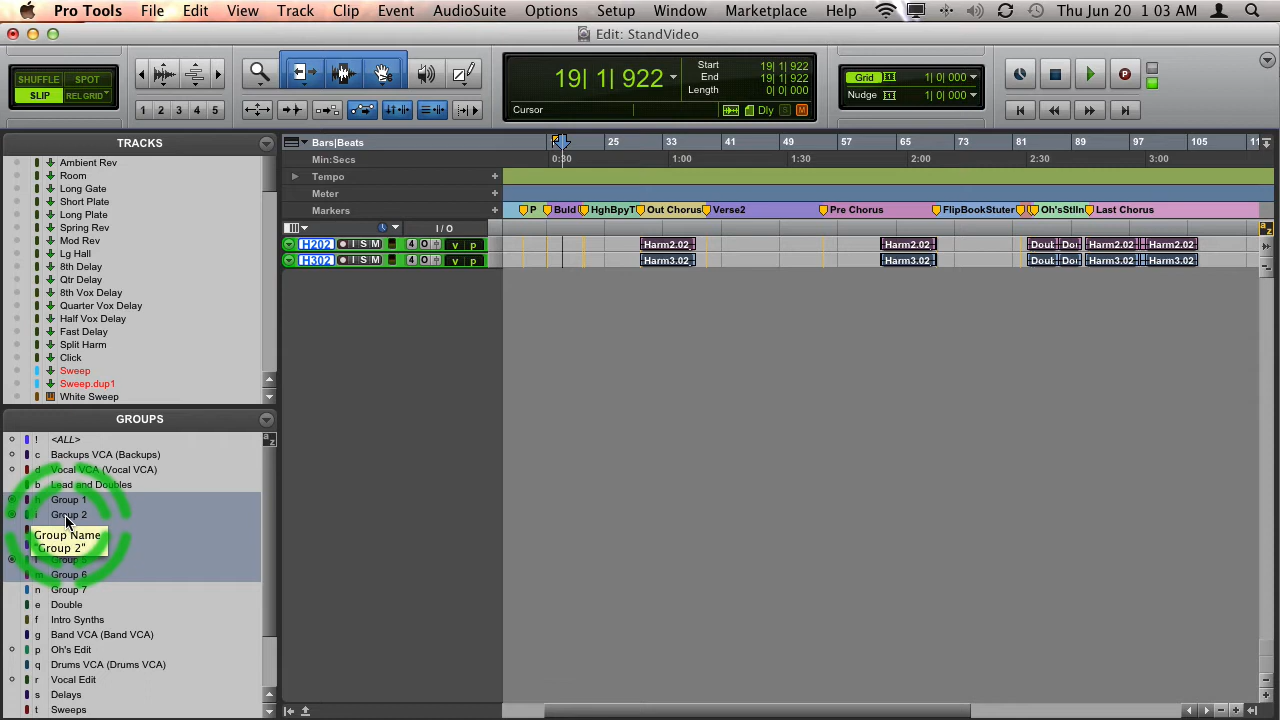 Pro Tools File Edit View Track Clip Event AudioSuite Options Setup Window Marketplace Help Thu Jun 20 1:03 AM
Edit: StandVideo
SHUFFLE SPOT
SLIP REL GRID
1 2 3 4 5
19| 1| 922
Start 19| 1| 922
End 19| 1| 922
Length 0| 0| 000
Cursor Dly S M
Grid 1| 0| 000
Nudge 1| 0| 000
TRACKS
Ambient Rev
Room
Long Gate
Short Plate
Long Plate
Spring Rev
Mod Rev
Lg Hall
8th Delay
Qtr Delay
8th Vox Delay
Quarter Vox Delay
Half Vox Delay
Fast Delay
Split Harm
Click
Sweep
Sweep.dup1
White Sweep
GROUPS
! <ALL>
c Backups VCA (Backups)
d Vocal VCA (Vocal VCA)
b Lead and Doubles
h Group 1
i Group 2
Group Name
"Group 2"
m Group 6
n Group 7
e Double
f Intro Synths
g Band VCA (Band VCA)
p Oh's Edit
q Drums VCA (Drums VCA)
r Vocal Edit
s Delays
t Sweeps
Bars|Beats 25 33 41 49 57 65 73 81 89 97 105
Min:Secs 0:30 1:00 1:30 2:00 2:30 3:00
Tempo
Meter
Markers P Buld HghBpyT Out Chorus Verse2 Pre Chorus FlipBookStuter Oh'sStlIn Last Chorus
I / O
H202 I S M 4 O v p Harm2.02 Harm2.02 Doul Doi Harm2.02 Harm2.02
H302 I S M 4 O v p Harm3.02 Harm3.02 Doul Doi Harm3.02 Harm3.02